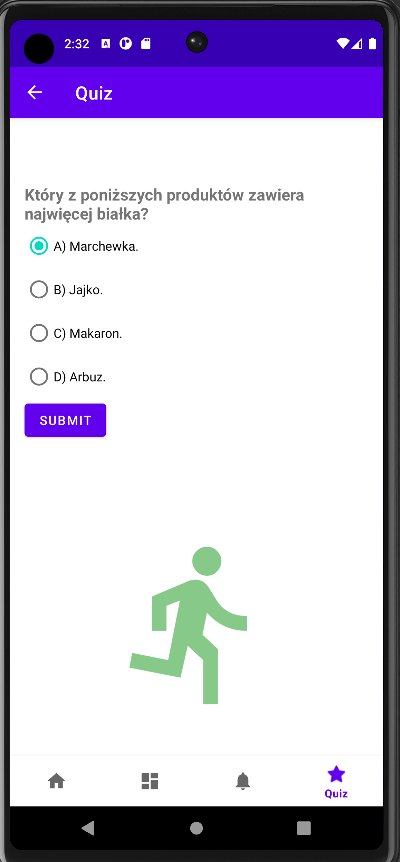 2:32
Quiz
Który z poniższych produktów zawiera
najwięcej białka?
A) Marchewka.
B) Jajko.
C) Makaron.
D) Arbuz.
SUBMIT
Quiz